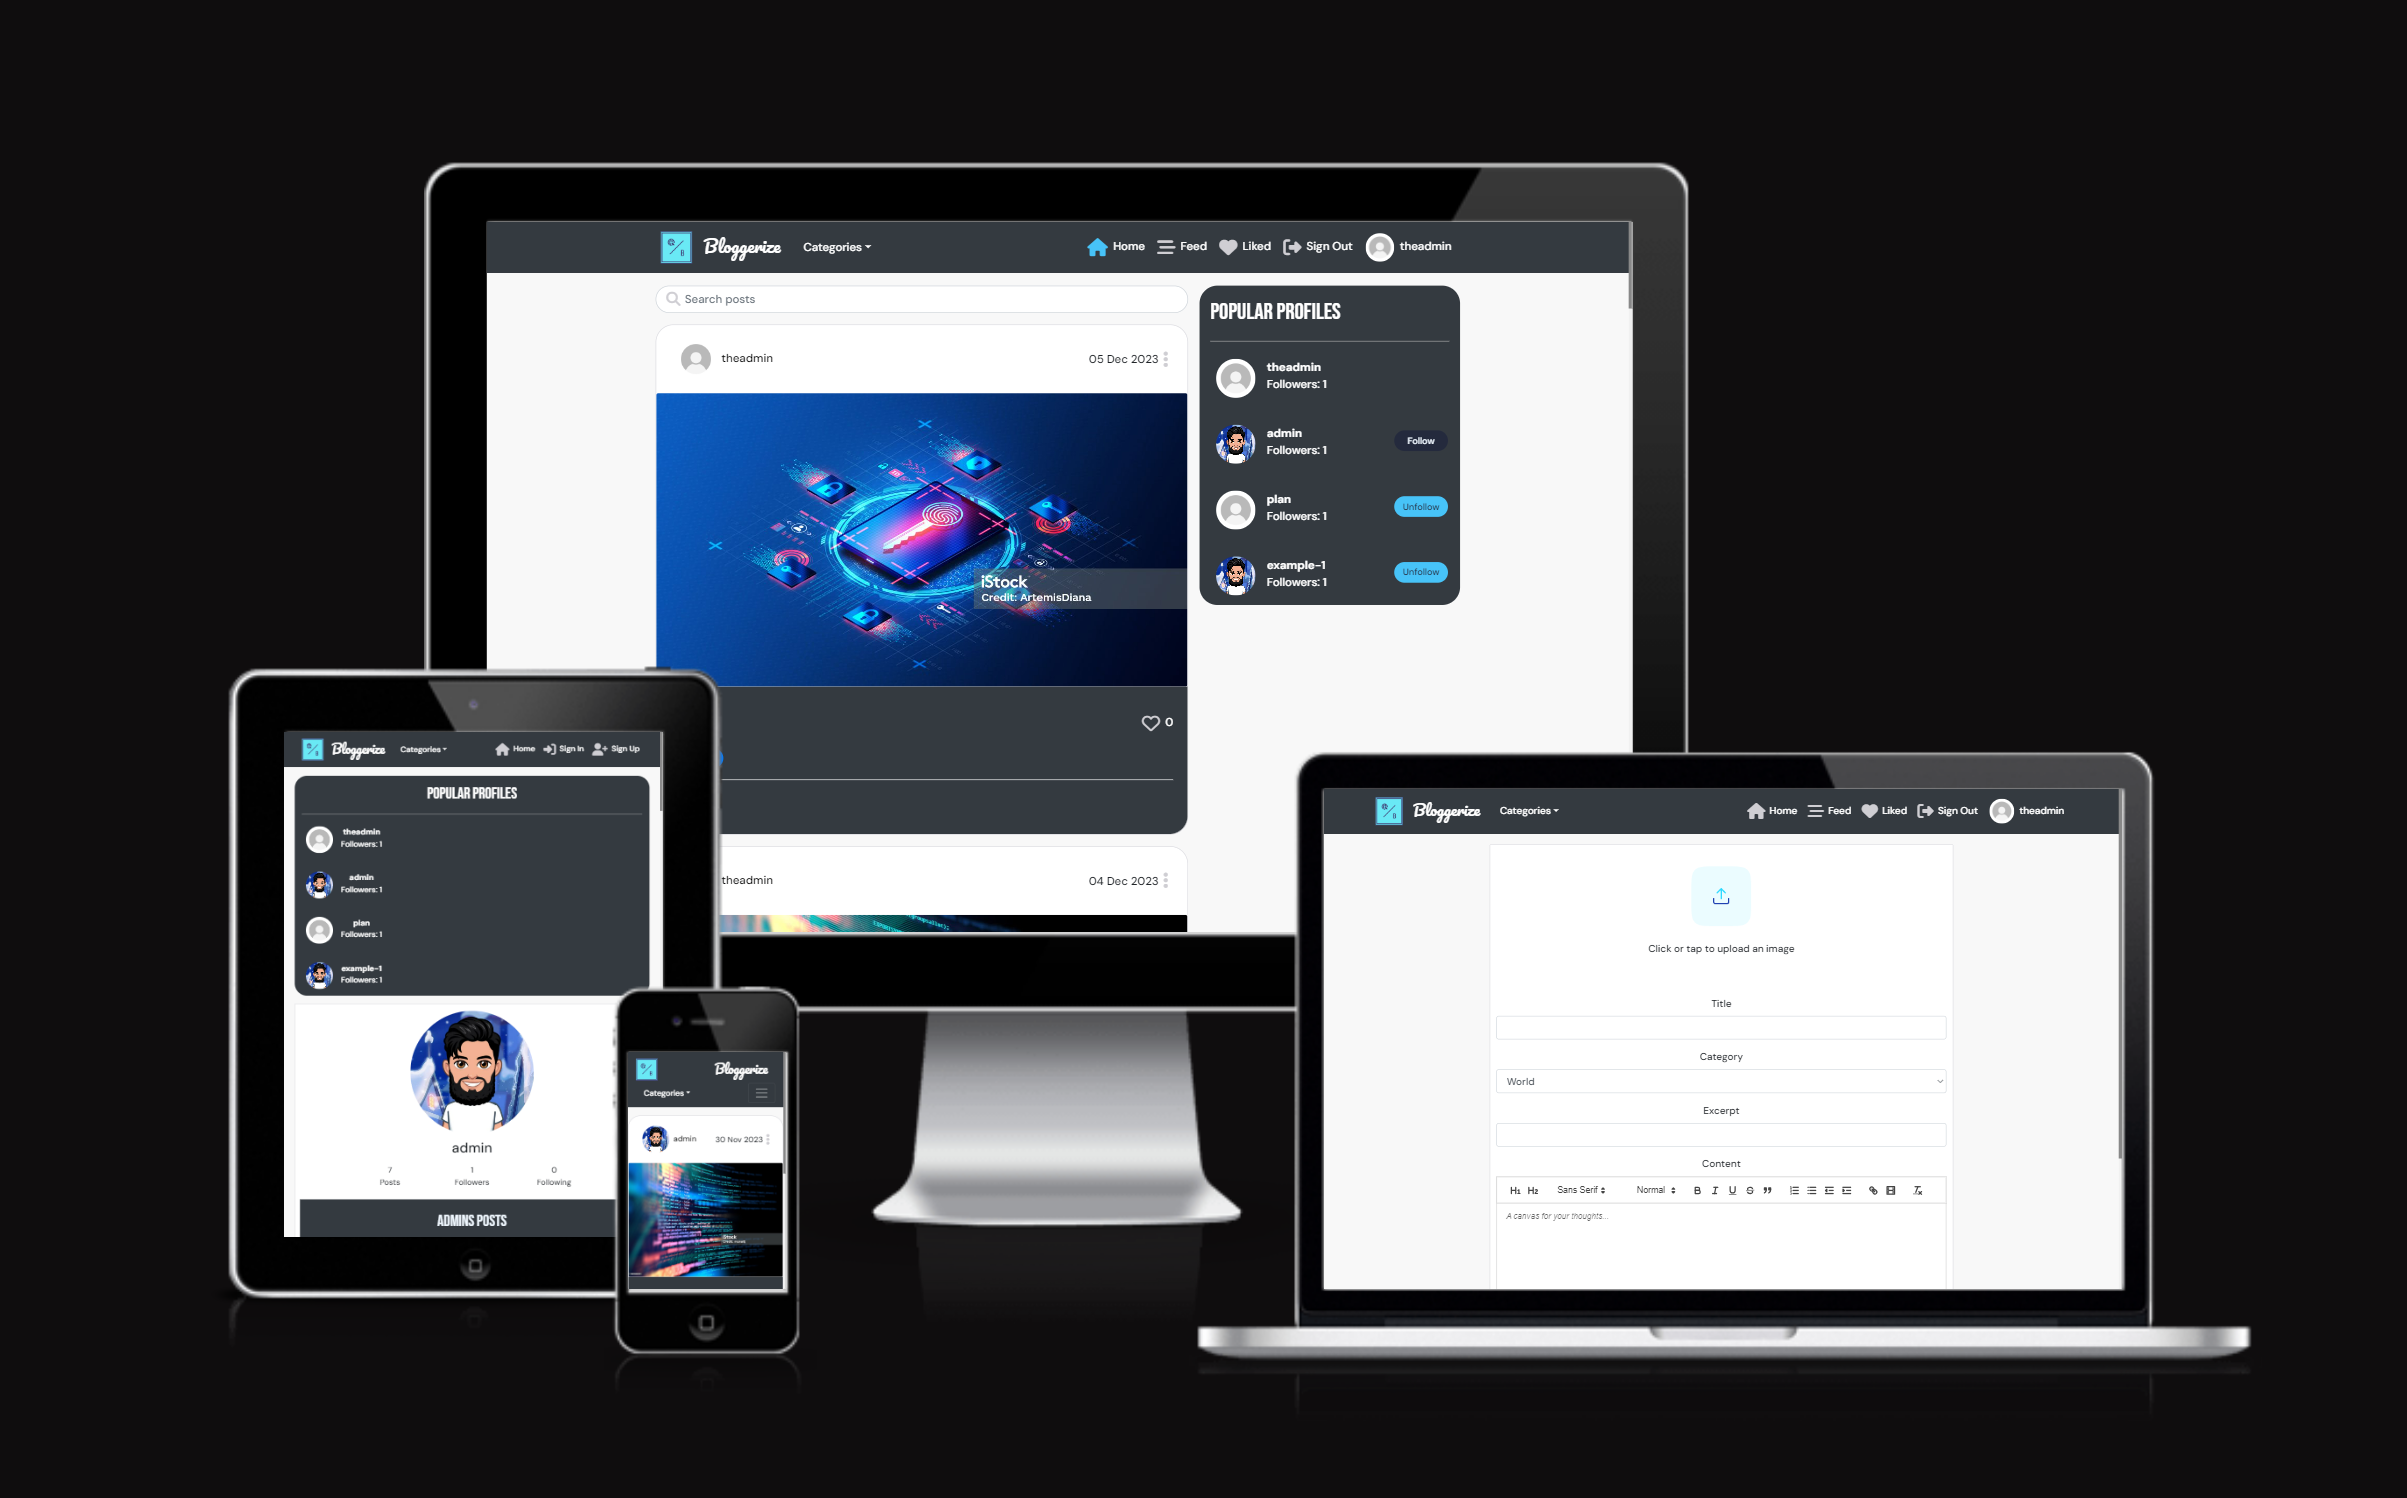 Bloggerize Categories Home Feed Liked Sign Out theadmin
Search posts
theadmin 05 Dec 2023
iStock
Credit: ArtemisDiana
0
theadmin 04 Dec 2023
POPULAR PROFILES
theadmin
Followers: 1
admin
Followers: 1
Follow
plan
Followers: 1
Unfollow
example-1
Followers: 1
Unfollow
Bloggerize Categories Home Sign In Sign Up
POPULAR PROFILES
theadmin
Followers: 1
admin
Followers: 1
plan
Followers: 1
example-1
Followers: 1
admin
7 1 0
Posts Followers Following
ADMINS POSTS
Bloggerize
Categories
admin 30 Nov 2023
iStock
Bloggerize Categories Home Feed Liked Sign Out theadmin
Click or tap to upload an image
Title
Category
World
Excerpt
Content
H1 H2 Sans Serif Normal B I U S
A canvas for your thoughts...